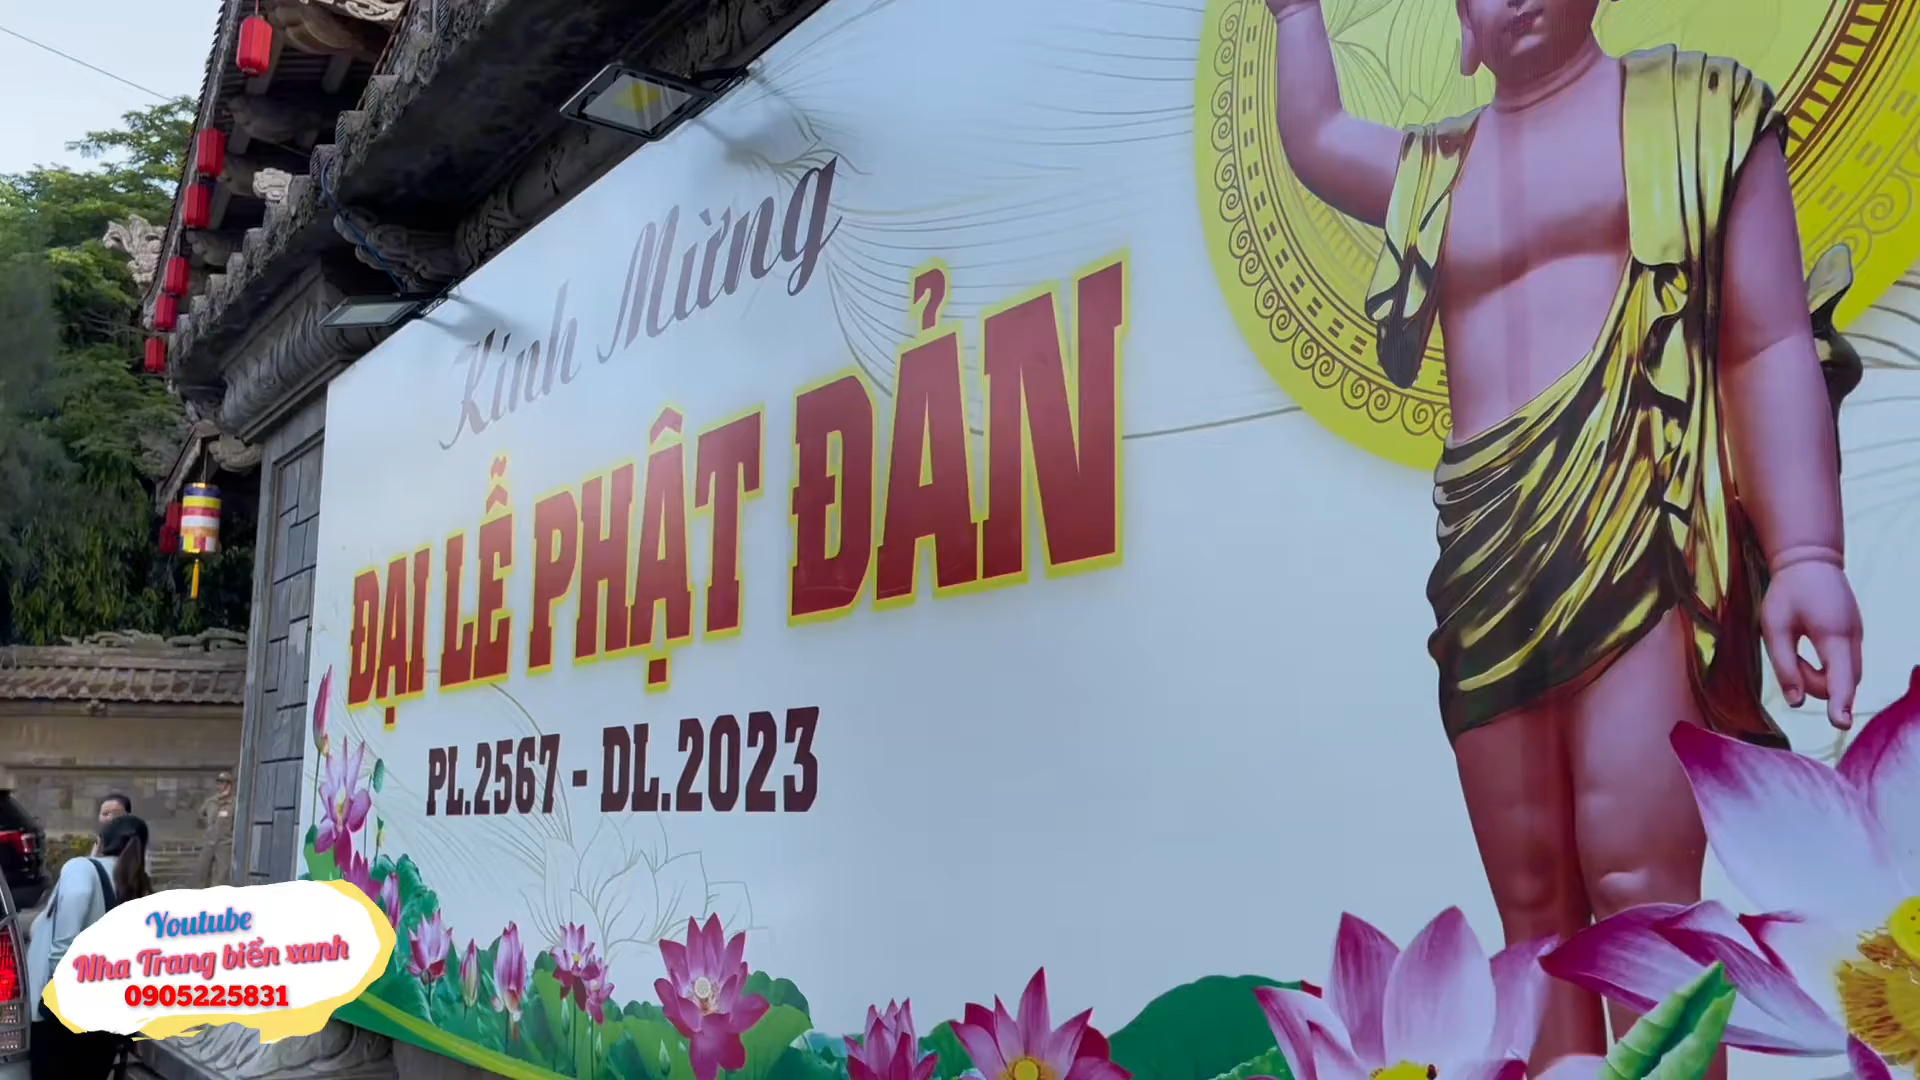 Kính Mừng
ĐẠI LỄ PHẬT ĐẢN
PL.2567 - DL.2023
Youtube
Nha Trang biển xanh
0905225831